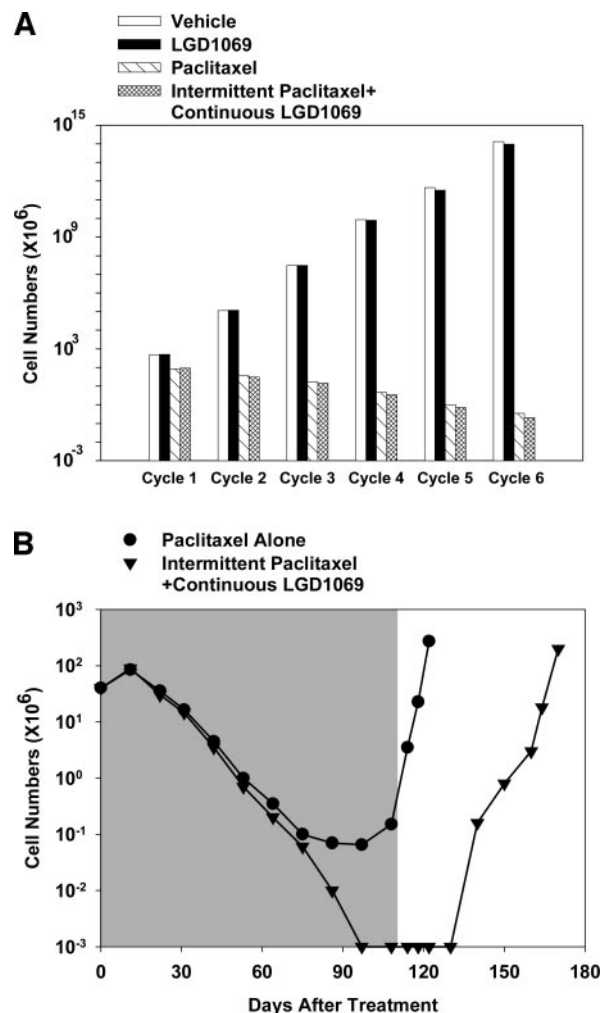 A
Vehicle
LGD1069
Paclitaxel
Intermittent Paclitaxel+
Continuous LGD1069
10^15
10^9
10^3
10^-3
Cell Numbers (X10^6)
Cycle 1 Cycle 2 Cycle 3 Cycle 4 Cycle 5 Cycle 6
B
Paclitaxel Alone
Intermittent Paclitaxel
+Continuous LGD1069
10^3
10^2
10^1
10^0
10^-1
10^-2
10^-3
Cell Numbers (X10^6)
0 30 60 90 120 150 180
Days After Treatment